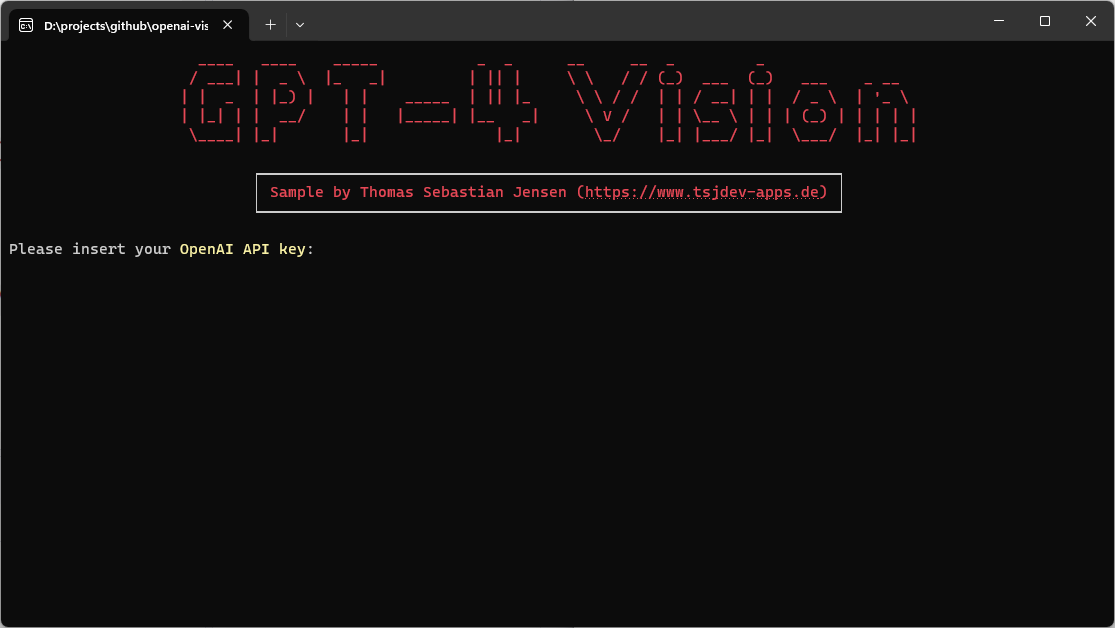 D:\projects\github\openai-vis
GPT-4 Vision
Sample by Thomas Sebastian Jensen (https://www.tsjdev-apps.de)
Please insert your OpenAI API key: